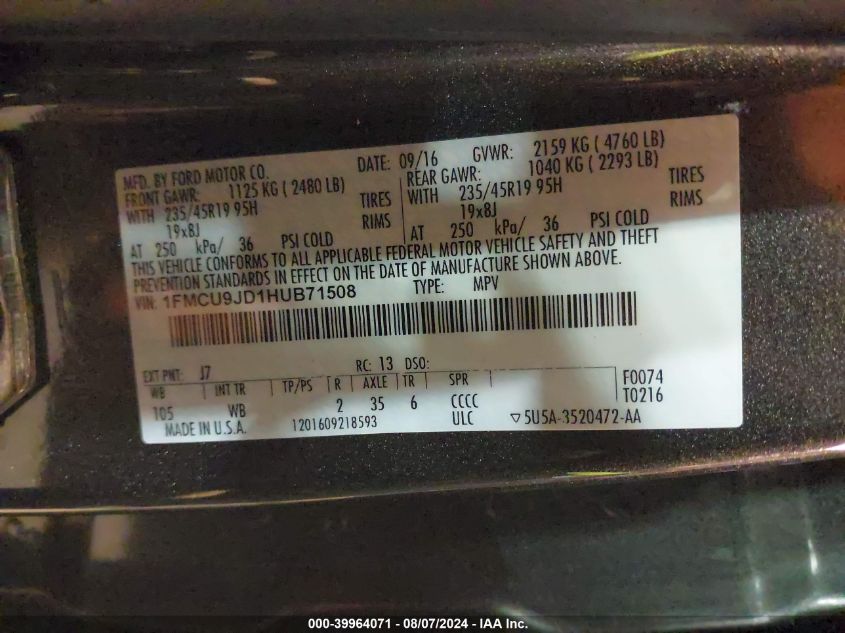 MFD. BY FORD MOTOR CO. DATE: 09/16 GVWR: 2159 KG ( 4760 LB)
FRONT GAWR: 1125 KG ( 2480 LB) REAR GAWR: 1040 KG ( 2293 LB)
WITH 235/45R19 95H TIRES WITH 235/45R19 95H TIRES
19x8J RIMS 19x8J RIMS
AT 250 kPa/ 36 PSI COLD AT 250 kPa/ 36 PSI COLD
THIS VEHICLE CONFORMS TO ALL APPLICABLE FEDERAL MOTOR VEHICLE SAFETY AND THEFT
PREVENTION STANDARDS IN EFFECT ON THE DATE OF MANUFACTURE SHOWN ABOVE.
VIN: 1FMCU9JD1HUB71508 TYPE: MPV
EXT PNT: J7 RC: 13 DSO:
WB INT TR TP/PS R AXLE TR SPR F0074
105 WB 2 35 6 CCCC T0216
MADE IN U.S.A. 1201609218593 ULC ▽5U5A-3520472-AA
000-39964071 - 08/07/2024 - IAA Inc.